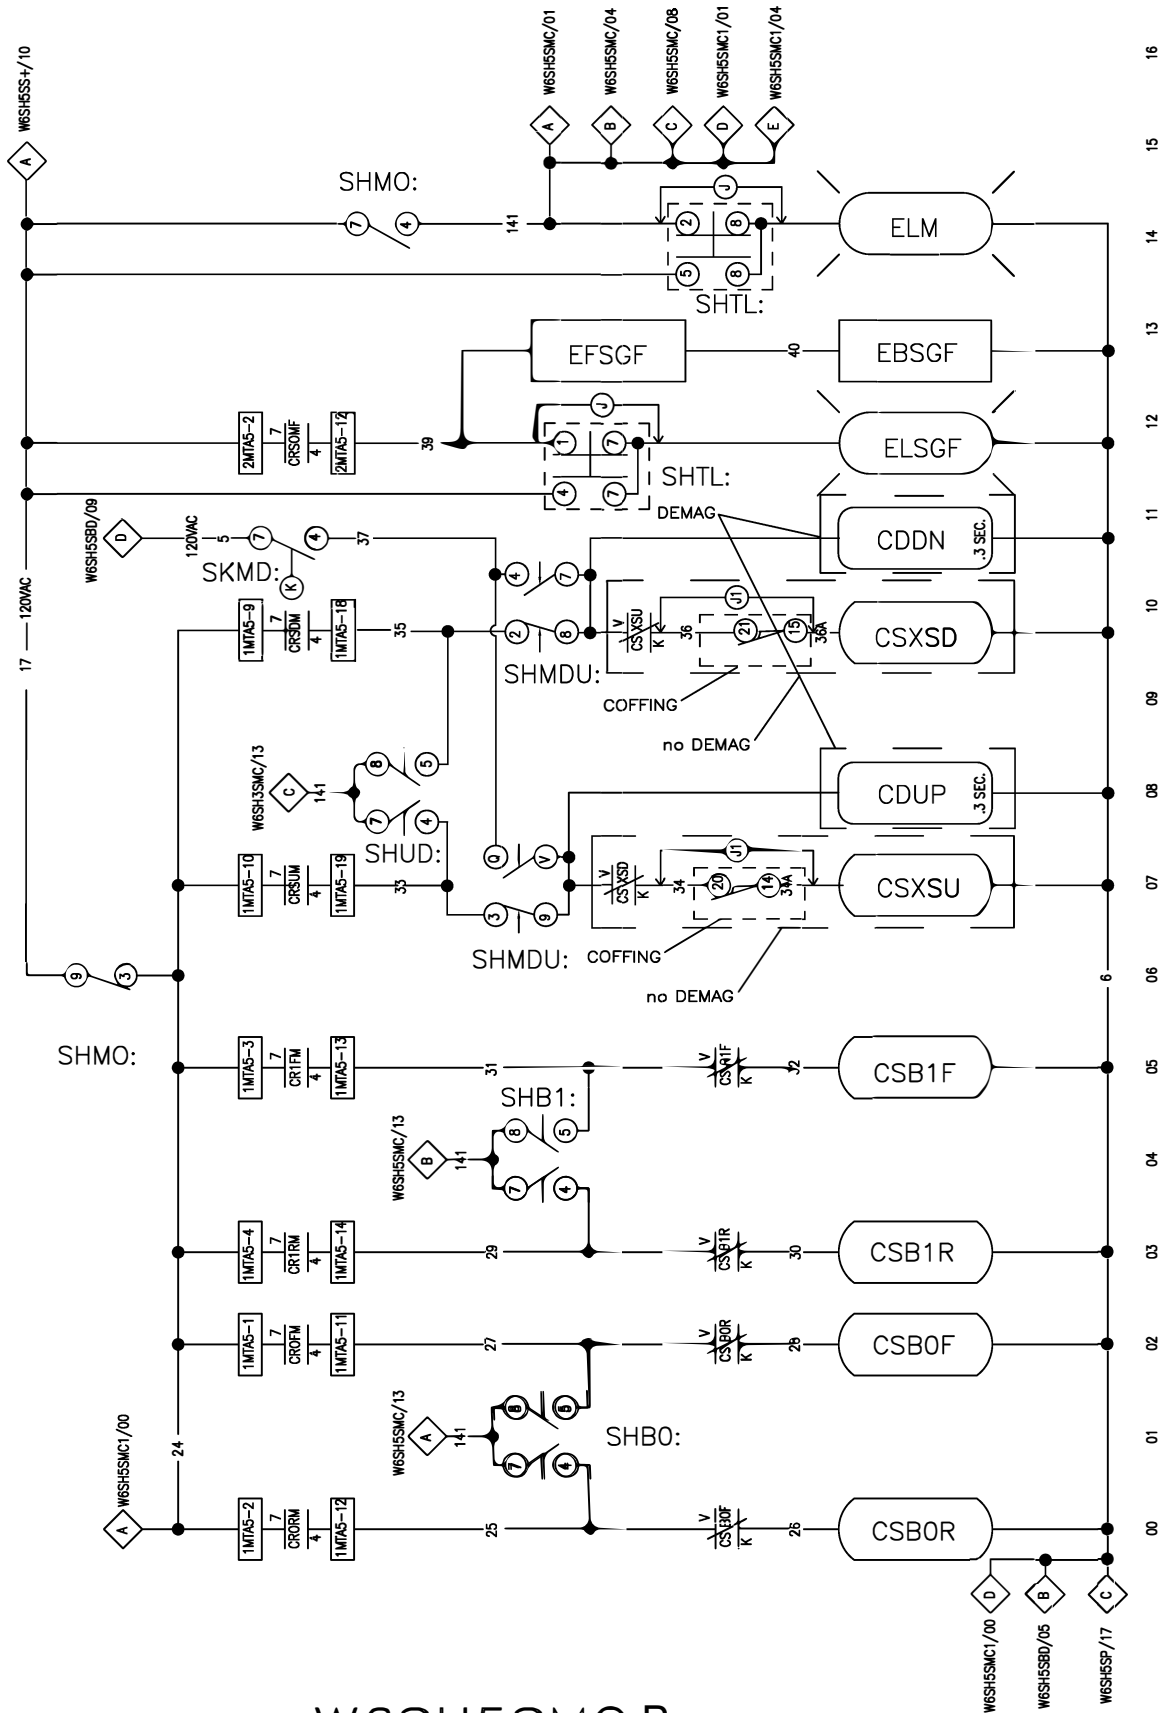 W6SH5SS+/10
A
W6SH5SMC/01
W6SH5SMC/04
W6SH5SMC/08
W6SH5SMC1/01
W6SH5SMC1/04
A
B
C
D
E
16
15
SHMO:
7
4
141
2
8
J
ELM
14
5
8
SHTL:
EFSGF
40
EBSGF
13
2MTA5-2
7
CRSOMF
4
2MTA5-12
39
J
1
7
ELSGF
12
4
7
SHTL:
W6SH5SBD/09
D
120VAC
5
7
4
37
K
SKMD:
DEMAG
CDDN
.3 SEC.
11
4
7
17
120VAC
1MTA5-9
7
CRSDM
4
1MTA5-18
35
2
8
SHMDU:
V
CSXSU
K
36
J1
21
15
36A
CSXSD
10
COFFING
no DEMAG
09
W6SH3SMC/13
C
141
8
5
7
4
SHUD:
CDUP
.3 SEC.
08
Q
V
1MTA5-10
7
CRSUM
4
1MTA5-19
33
3
9
SHMDU:
V
CSXSD
K
34
J1
20
14
34A
CSXSU
07
COFFING
no DEMAG
9
3
6
06
SHMO:
1MTA5-3
7
CR1FM
4
1MTA5-13
31
V
K
32
CSB1F
05
SHB1:
W6SH5SMC/13
B
141
8
5
7
4
04
1MTA5-4
7
CR1RM
4
1MTA5-14
29
V
CSB1R
K
30
CSB1R
03
1MTA5-1
7
CROFM
4
1MTA5-11
27
V
CSB0R
K
28
CSB0F
02
W6SH5SMC/13
A
141
8
5
7
4
SHB0:
24
01
W6SH5SMC1/00
A
1MTA5-2
7
CRORM
4
1MTA5-12
25
V
CSB0F
K
26
CSB0R
00
D
B
C
W6SH5SMC1/00
W6SH5SBD/05
W6SH5SP/17